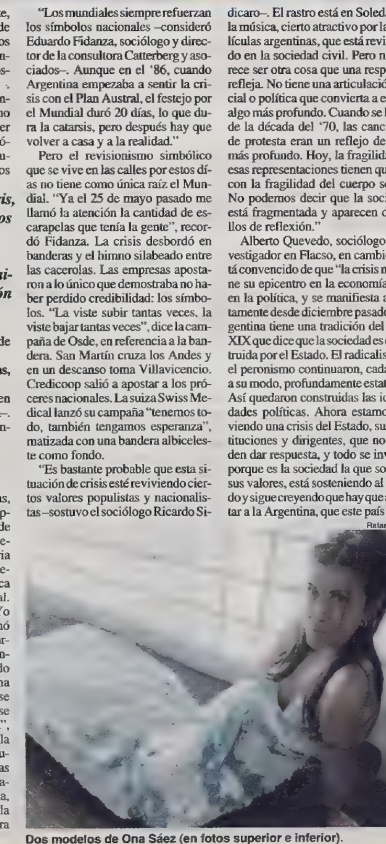 "Los mundiales siempre refuerzan
los símbolos nacionales –consideró
Eduardo Fidanza, sociólogo y direc-
tor de la consultora Catterberg y aso-
ciados–. Aunque en el '86, cuando
Argentina empezaba a sentir la cri-
sis con el Plan Austral, el festejo por
el Mundial duró 20 días, lo que du-
ra la catarsis, pero después hay que
volver a casa y a la realidad."
Pero el revisionismo simbólico
que se vive en las calles por estos dí-
as no tiene como única raíz el Mun-
dial. "Ya el 25 de mayo pasado me
llamó la atención la cantidad de es-
carapelas que tenía la gente", recor-
dó Fidanza. La crisis desbordó en
banderas y el himno silabeado entre
las cacerolas. Las empresas aposta-
ron a lo único que demostraba no ha-
ber perdido credibilidad: los símbo-
los. "La viste subir tantas veces, la
viste bajar tantas veces", dice la cam-
paña de Osde, en referencia a la ban-
dera. San Martín cruza los Andes y
en un descanso toma Villavicencio.
Credicoop salió a apostar a los pró-
ceres nacionales. La suiza Swiss Me-
dical lanzó su campaña "tenemos to-
do, también tengamos esperanza",
matizada con una bandera albiceles-
te como fondo.
"Es bastante probable que esta si-
tuación de crisis esté reviviendo cier-
tos valores populistas y nacionalis-
tas –sostuvo el sociólogo Ricardo Si-
dicaro–. El rastro está en Soled
la música, cierto atractivo por la
lículas argentinas, que está revi
do en la sociedad civil. Pero n
rece ser otra cosa que una resp
refleja. No tiene una articulació
cial o política que convierta a e
algo más profundo. Cuando se l
de la década del '70, las canc
de protesta eran un reflejo de
más profundo. Hoy, la fragilida
esas representaciones tienen qu
con la fragilidad del cuerpo so
No podemos decir que la soc
está fragmentada y aparecen c
llos de reflexión."
Alberto Quevedo, sociólogo
vestigador en Flacso, en cambio
tá convencido de que "la crisis n
ne su epicentro en la economía
en la política, y se manifiesta a
tamente desde diciembre pasado
gentina tiene una tradición del
XIX que dice que la sociedad es c
truida por el Estado. El radicalis
el peronismo continuaron, cada
a su modo, profundamente estat
Así quedaron construidas las id
dades políticas. Ahora estamo
viendo una crisis del Estado, su
tituciones y dirigentes, que no
den dar respuesta, y todo se inv
porque es la sociedad la que so
sus valores, está sosteniendo al
do y sigue creyendo que hay que
tar a la Argentina, que este país
Dos modelos de Ona Sáez (en fotos superior e inferior).